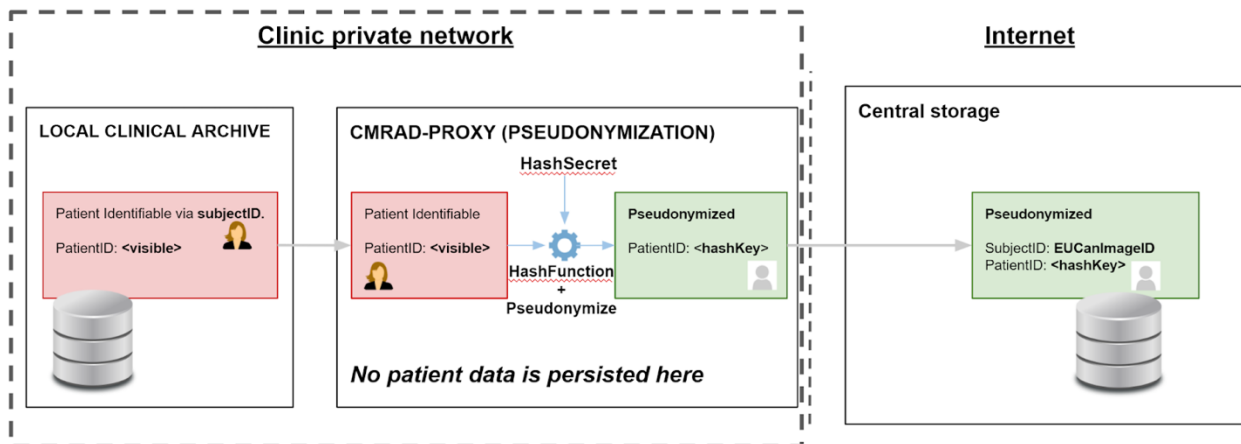 Clinic private network
Internet
LOCAL CLINICAL ARCHIVE
Patient Identifiable via subjectID.
PatientID: <visible>
CMRAD-PROXY (PSEUDONYMIZATION)
HashSecret
Patient Identifiable
PatientID: <visible>
HashFunction
+
Pseudonymize
Pseudonymized
PatientID: <hashKey>
No patient data is persisted here
Central storage
Pseudonymized
SubjectID: EUCanImageID
PatientID: <hashKey>